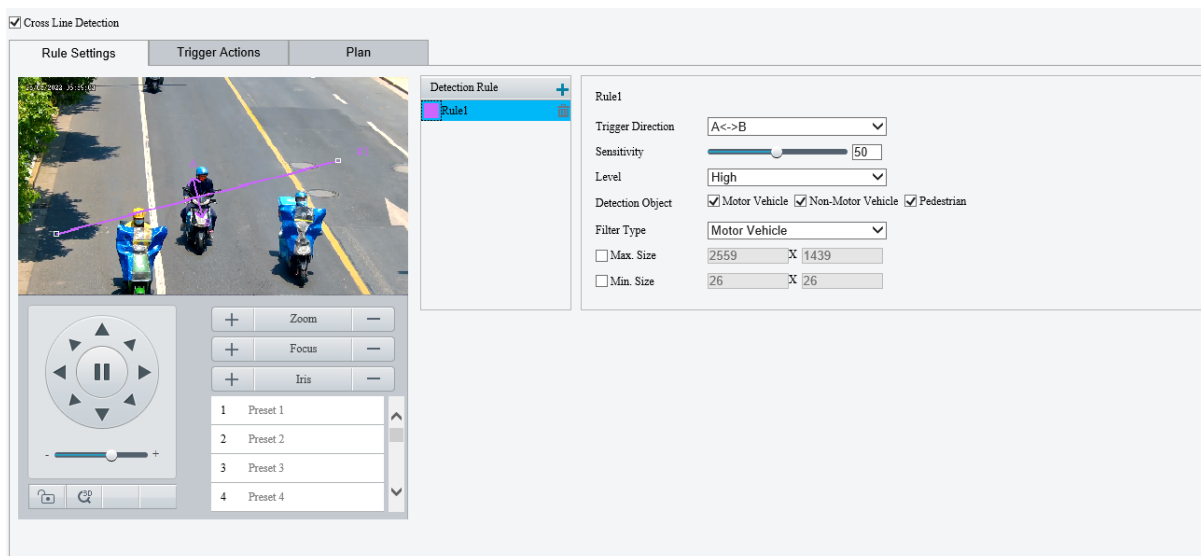 Cross Line Detection
Rule Settings Trigger Actions Plan
Detection Rule
Rule1
Rule1
Trigger Direction A<->B
Sensitivity 50
Level High
Detection Object Motor Vehicle Non-Motor Vehicle Pedestrian
Filter Type Motor Vehicle
Max. Size 2559 X 1439
Min. Size 26 X 26
+ Zoom −
+ Focus −
+ Iris −
1 Preset 1
2 Preset 2
3 Preset 3
4 Preset 4
- +
3D